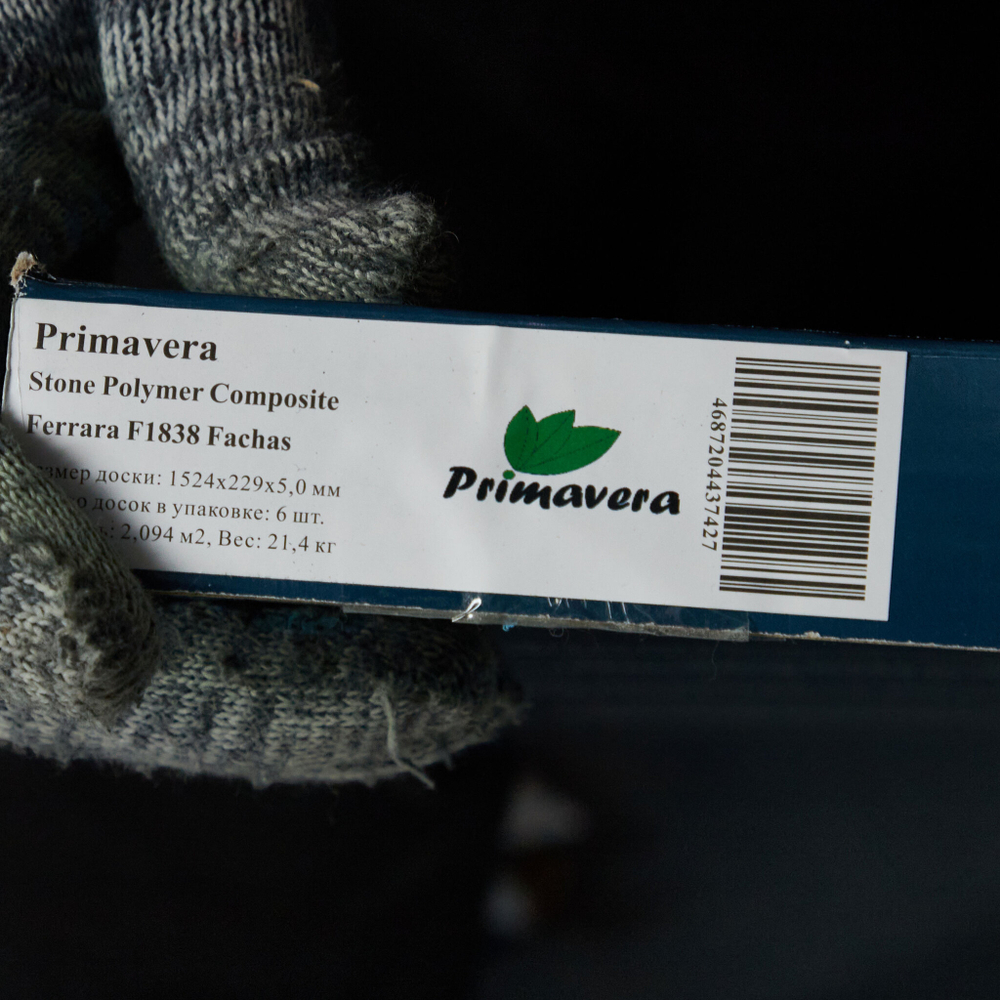 Primavera
Stone Polymer Composite
Ferrara F1838 Fachas
доски: 1524x229x5,0 мм
досок в упаковке: 6 шт.
2,094 м2, Вес: 21,4 кг
Primavera
4687204437427